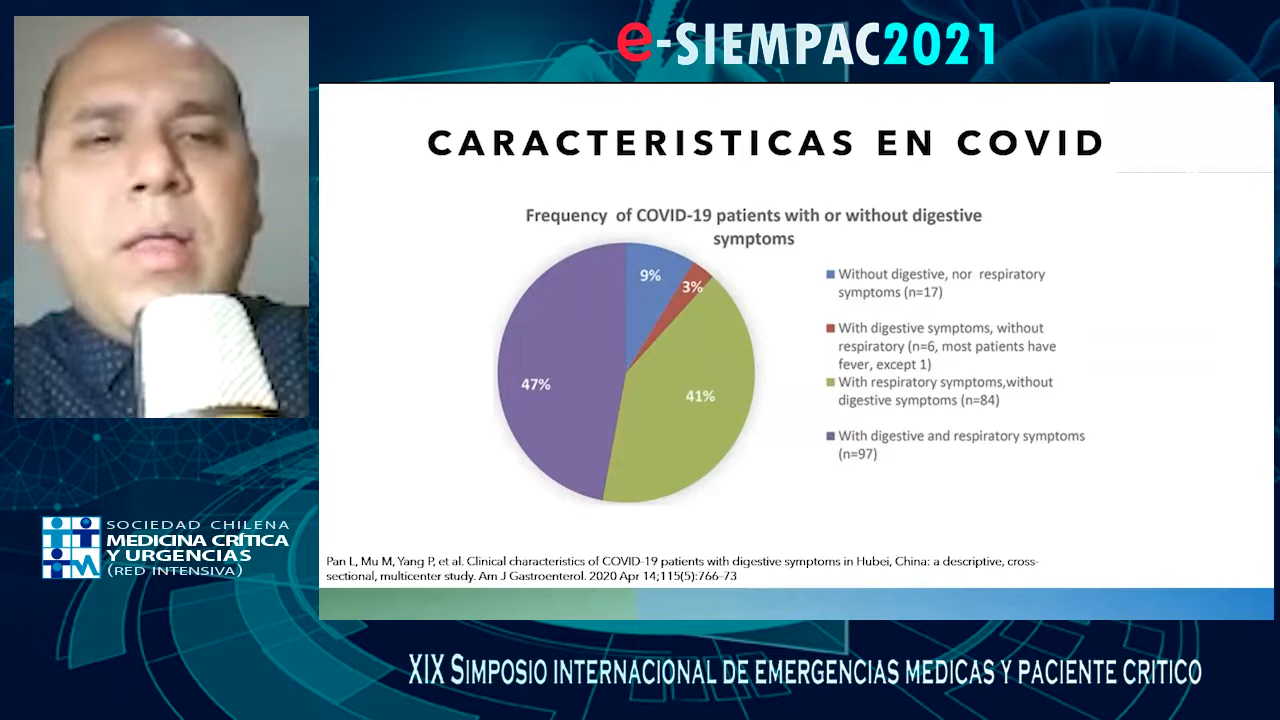 e-SIEMPAC2021
CARACTERISTICAS EN COVID
Frequency of COVID-19 patients with or without digestive
symptoms
9%
3%
47%
41%
Without digestive, nor respiratory
symptoms (n=17)
With digestive symptoms, without
respiratory (n=6, most patients have
fever, except 1)
With respiratory symptoms,without
digestive symptoms (n=84)
With digestive and respiratory symptoms
(n=97)
Pan L, Mu M, Yang P, et al. Clinical characteristics of COVID-19 patients with digestive symptoms in Hubei, China: a descriptive, cross-
sectional, multicenter study. Am J Gastroenterol. 2020 Apr 14;115(5):766–73
SOCIEDAD CHILENA
MEDICINA CRÍTICA
Y URGENCIAS
(RED INTENSIVA)
XIX SIMPOSIO INTERNACIONAL DE EMERGENCIAS MEDICAS Y PACIENTE CRITICO